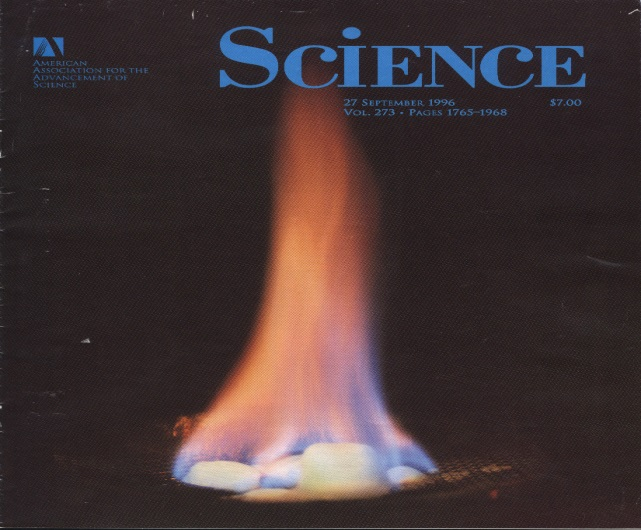 AMERICAN
ASSOCIATION FOR THE
ADVANCEMENT OF
SCIENCE
SCiENCE
27 SEPTEMBER 1996 $7.00
VOL. 273 • PAGES 1765–1968